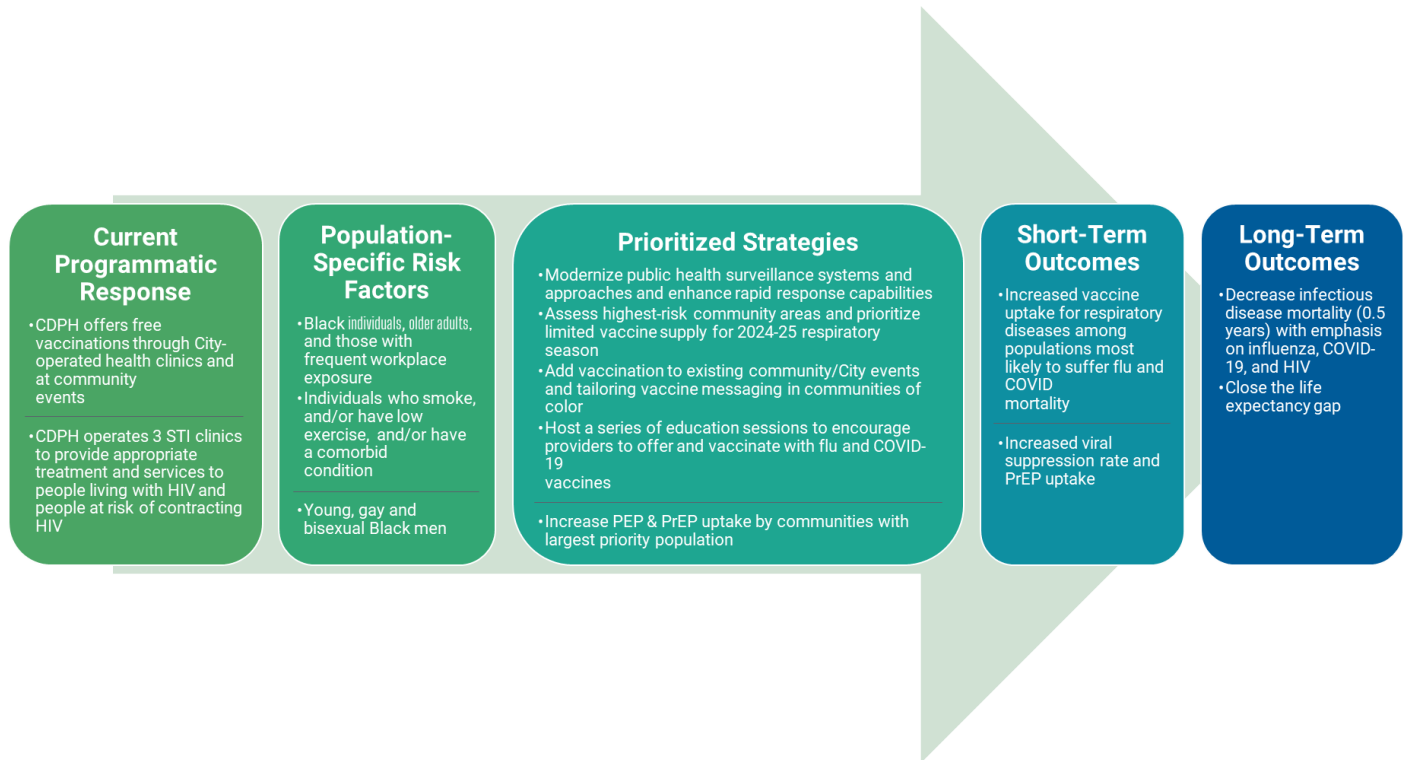 Current
Programmatic
Response
•CDPH offers free
vaccinations through City-
operated health clinics and
at community
events
•CDPH operates 3 STI clinics
to provide appropriate
treatment and services to
people living with HIV and
people at risk of contracting
HIV
Population-
Specific Risk
Factors
•Black individuals, older adults,
and those with
frequent workplace
exposure
•Individuals who smoke,
and/or have low
exercise, and/or have
a comorbid
condition
•Young, gay and
bisexual Black men
Prioritized Strategies
•Modernize public health surveillance systems and
approaches and enhance rapid response capabilities
•Assess highest-risk community areas and prioritize
limited vaccine supply for 2024-25 respiratory
season
•Add vaccination to existing community/City events
and tailoring vaccine messaging in communities of
color
•Host a series of education sessions to encourage
providers to offer and vaccinate with flu and COVID-
19
vaccines
•Increase PEP & PrEP uptake by communities with
largest priority population
Short-Term
Outcomes
•Increased vaccine
uptake for respiratory
diseases among
populations most
likely to suffer flu and
COVID
mortality
•Increased viral
suppression rate and
PrEP uptake
Long-Term
Outcomes
•Decrease infectious
disease mortality (0.5
years) with emphasis
on influenza, COVID-
19, and HIV
•Close the life
expectancy gap